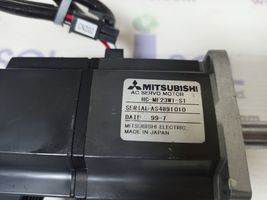 MITSUBISHI
AC SERVO MOTOR
HC-MF23W1-S1
SERIAL A54891010
DATE 99-7
MITSUBISHI ELECTRIC
MADE IN JAPAN